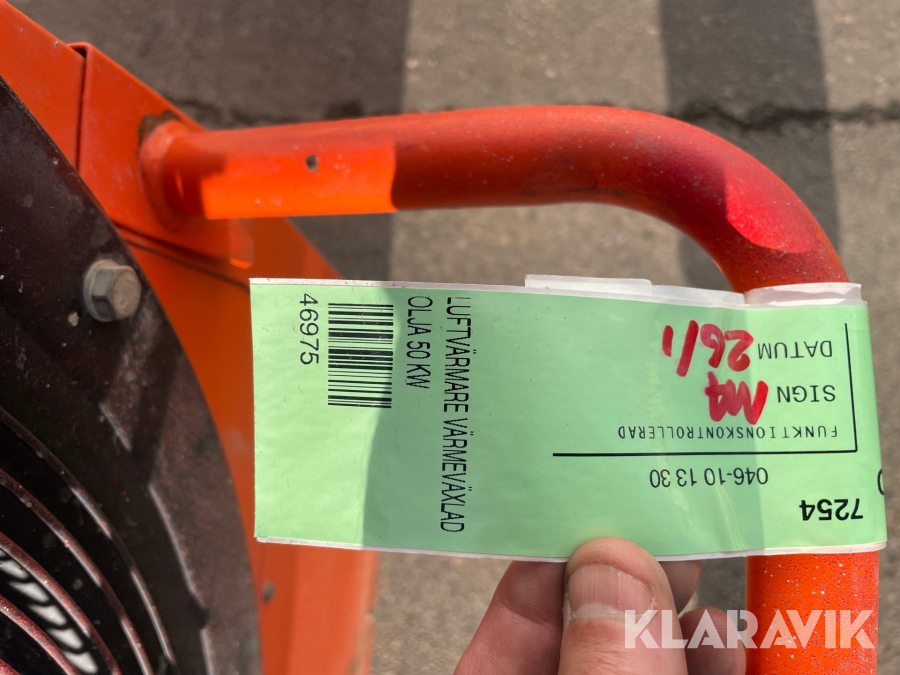 LUFTVÄRMARE VÄRMEVÄXLAD
OLJA 50 KW
46975
7254
046-10 13 30
FUNKTIONSKONTROLLERAD
SIGN
DATUM 26/1
KLARAVIK